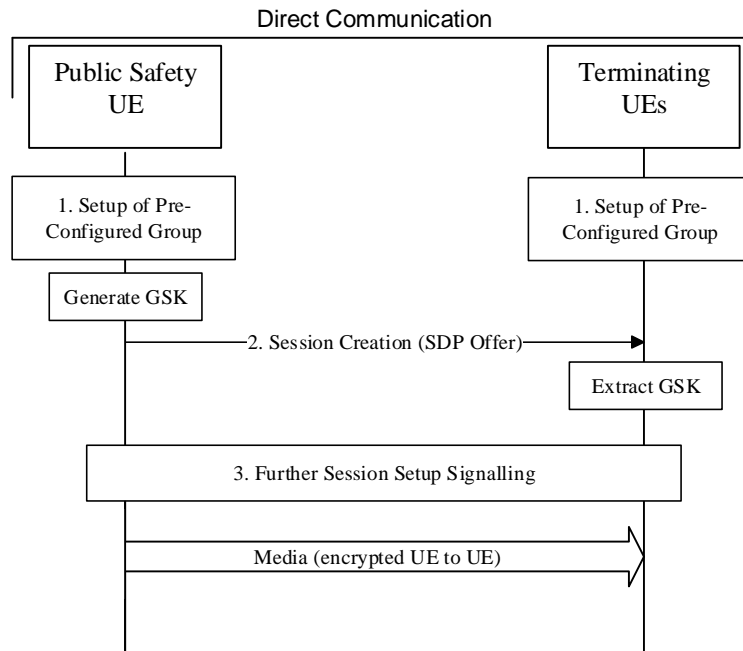 Direct Communication
Public Safety
UE
Terminating
UEs
1. Setup of Pre-
Configured Group
1. Setup of Pre-
Configured Group
Generate GSK
2. Session Creation (SDP Offer)
Extract GSK
3. Further Session Setup Signalling
Media (encrypted UE to UE)